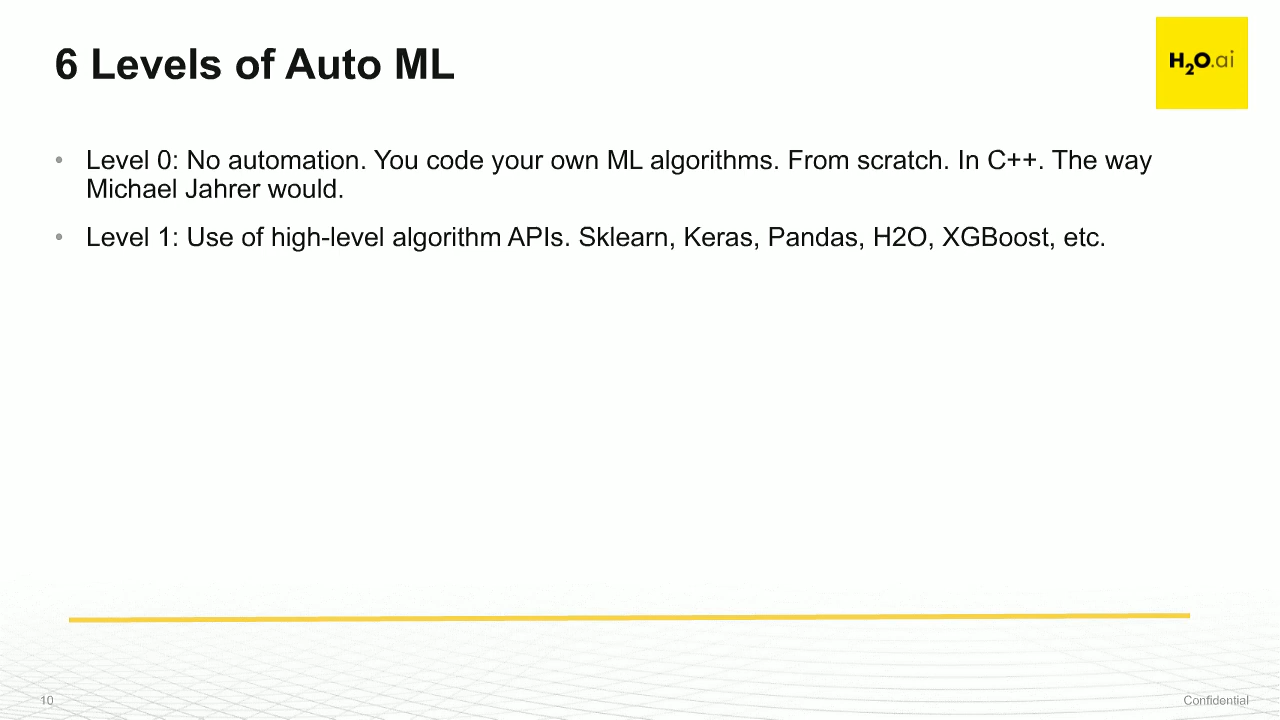 6 Levels of Auto ML
H2O.ai
• Level 0: No automation. You code your own ML algorithms. From scratch. In C++. The way
Michael Jahrer would.
• Level 1: Use of high-level algorithm APIs. Sklearn, Keras, Pandas, H2O, XGBoost, etc.
10
Confidential